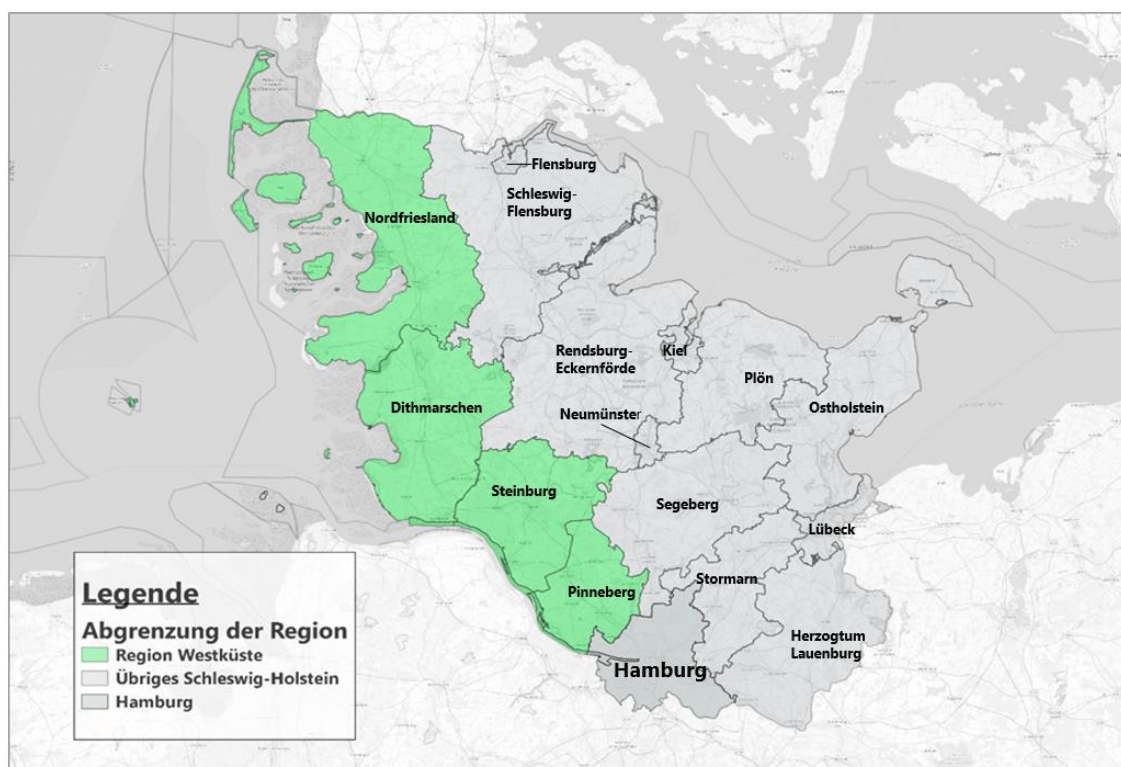 Flensburg
Schleswig-
Flensburg
Nordfriesland
Rendsburg-
Eckernförde
Kiel
Plön
Ostholstein
Dithmarschen
Neumünster
Steinburg
Segeberg
Lübeck
Stormarn
Pinneberg
Herzogtum
Lauenburg
Hamburg
Legende
Abgrenzung der Region
Region Westküste
Übriges Schleswig-Holstein
Hamburg